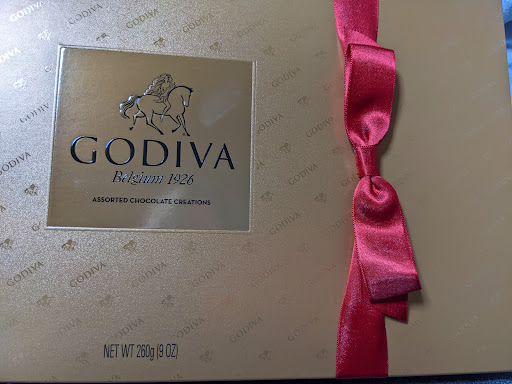 GODIVA
Belgium 1926
ASSORTED CHOCOLATE CREATIONS
NET WT 260g (9 OZ)